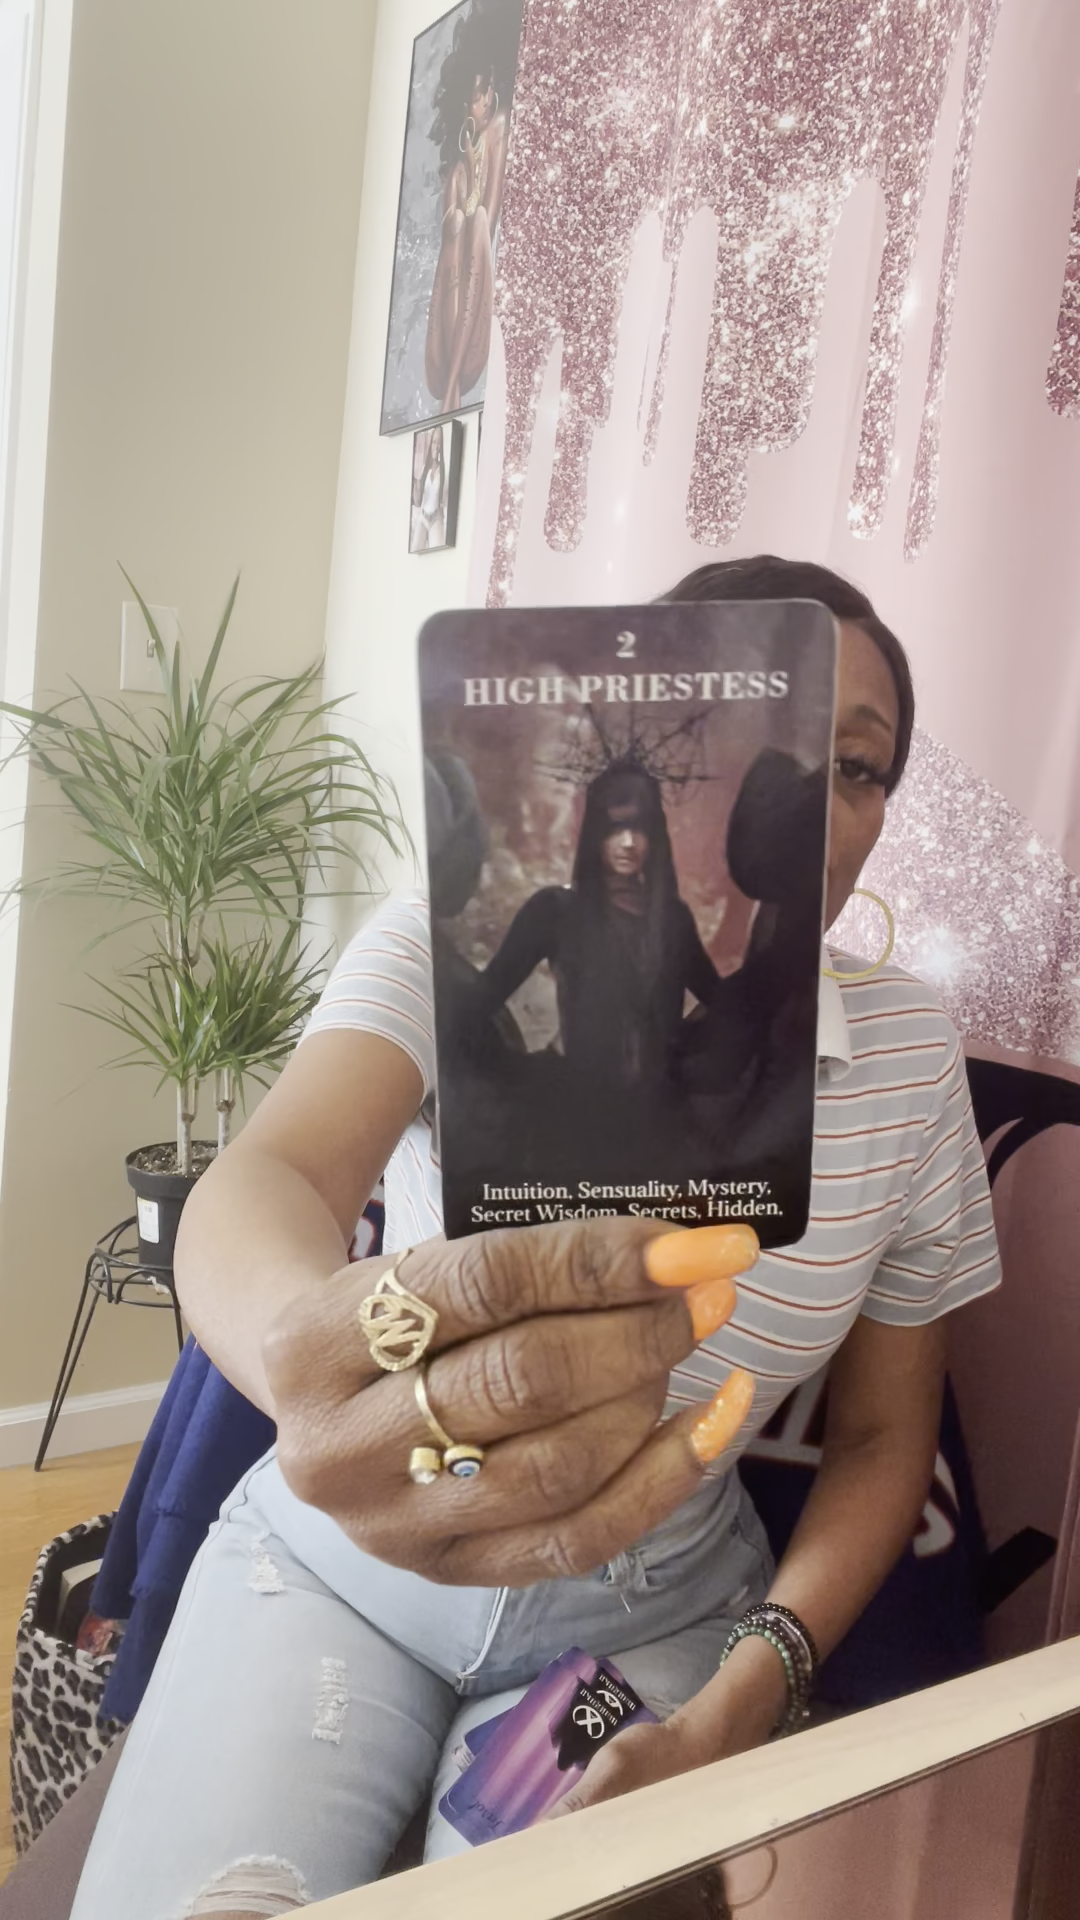 2
HIGH PRIESTESS
Intuition, Sensuality, Mystery,
Secret Wisdom, Secrets, Hidden,